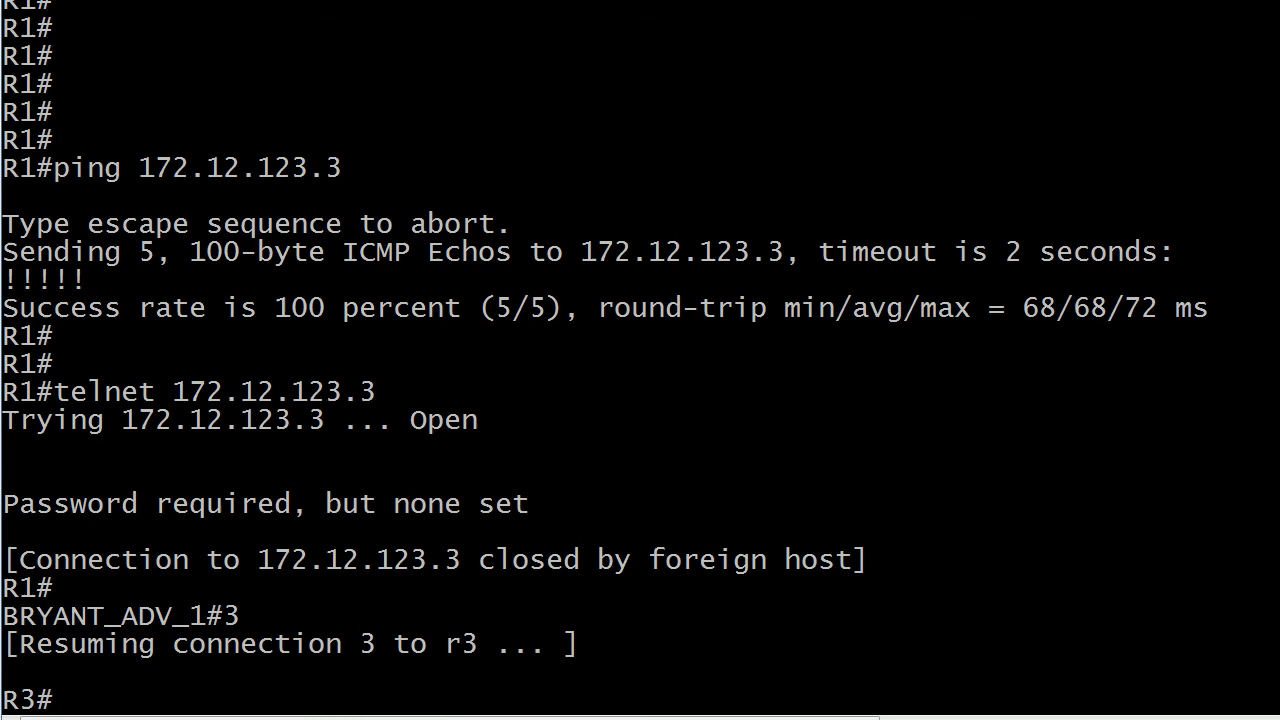 R1#
R1#
R1#
R1#
R1#
R1#
R1#ping 172.12.123.3
Type escape sequence to abort.
Sending 5, 100-byte ICMP Echos to 172.12.123.3, timeout is 2 seconds:
!!!!!
Success rate is 100 percent (5/5), round-trip min/avg/max = 68/68/72 ms
R1#
R1#
R1#telnet 172.12.123.3
Trying 172.12.123.3 ... Open
Password required, but none set
[Connection to 172.12.123.3 closed by foreign host]
R1#
BRYANT_ADV_1#3
[Resuming connection 3 to r3 ... ]
R3#